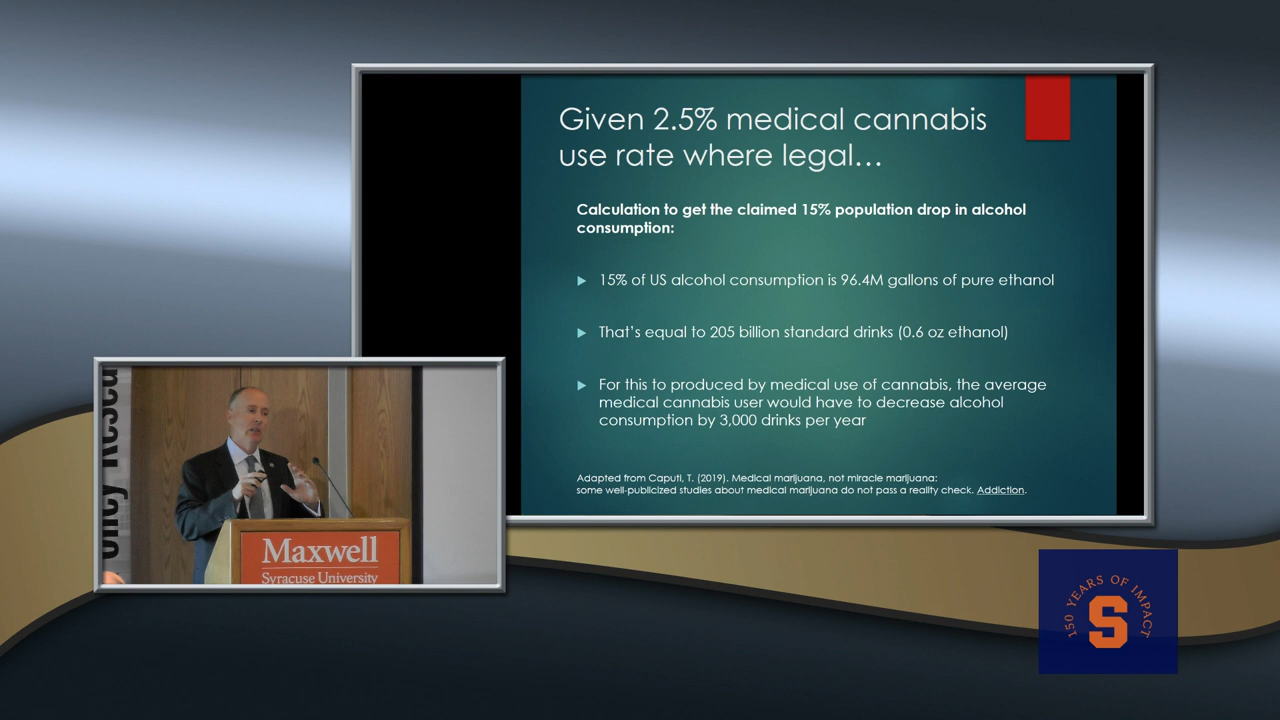 Given 2.5% medical cannabis
use rate where legal…
Calculation to get the claimed 15% population drop in alcohol
consumption:
15% of US alcohol consumption is 96.4M gallons of pure ethanol
That's equal to 205 billion standard drinks (0.6 oz ethanol)
For this to produced by medical use of cannabis, the average
medical cannabis user would have to decrease alcohol
consumption by 3,000 drinks per year
Adapted from Caputi, T. (2019). Medical marijuana, not miracle marijuana:
some well-publicized studies about medical marijuana do not pass a reality check. Addiction.
Maxwell
Syracuse University
150 YEARS OF IMPACT
S